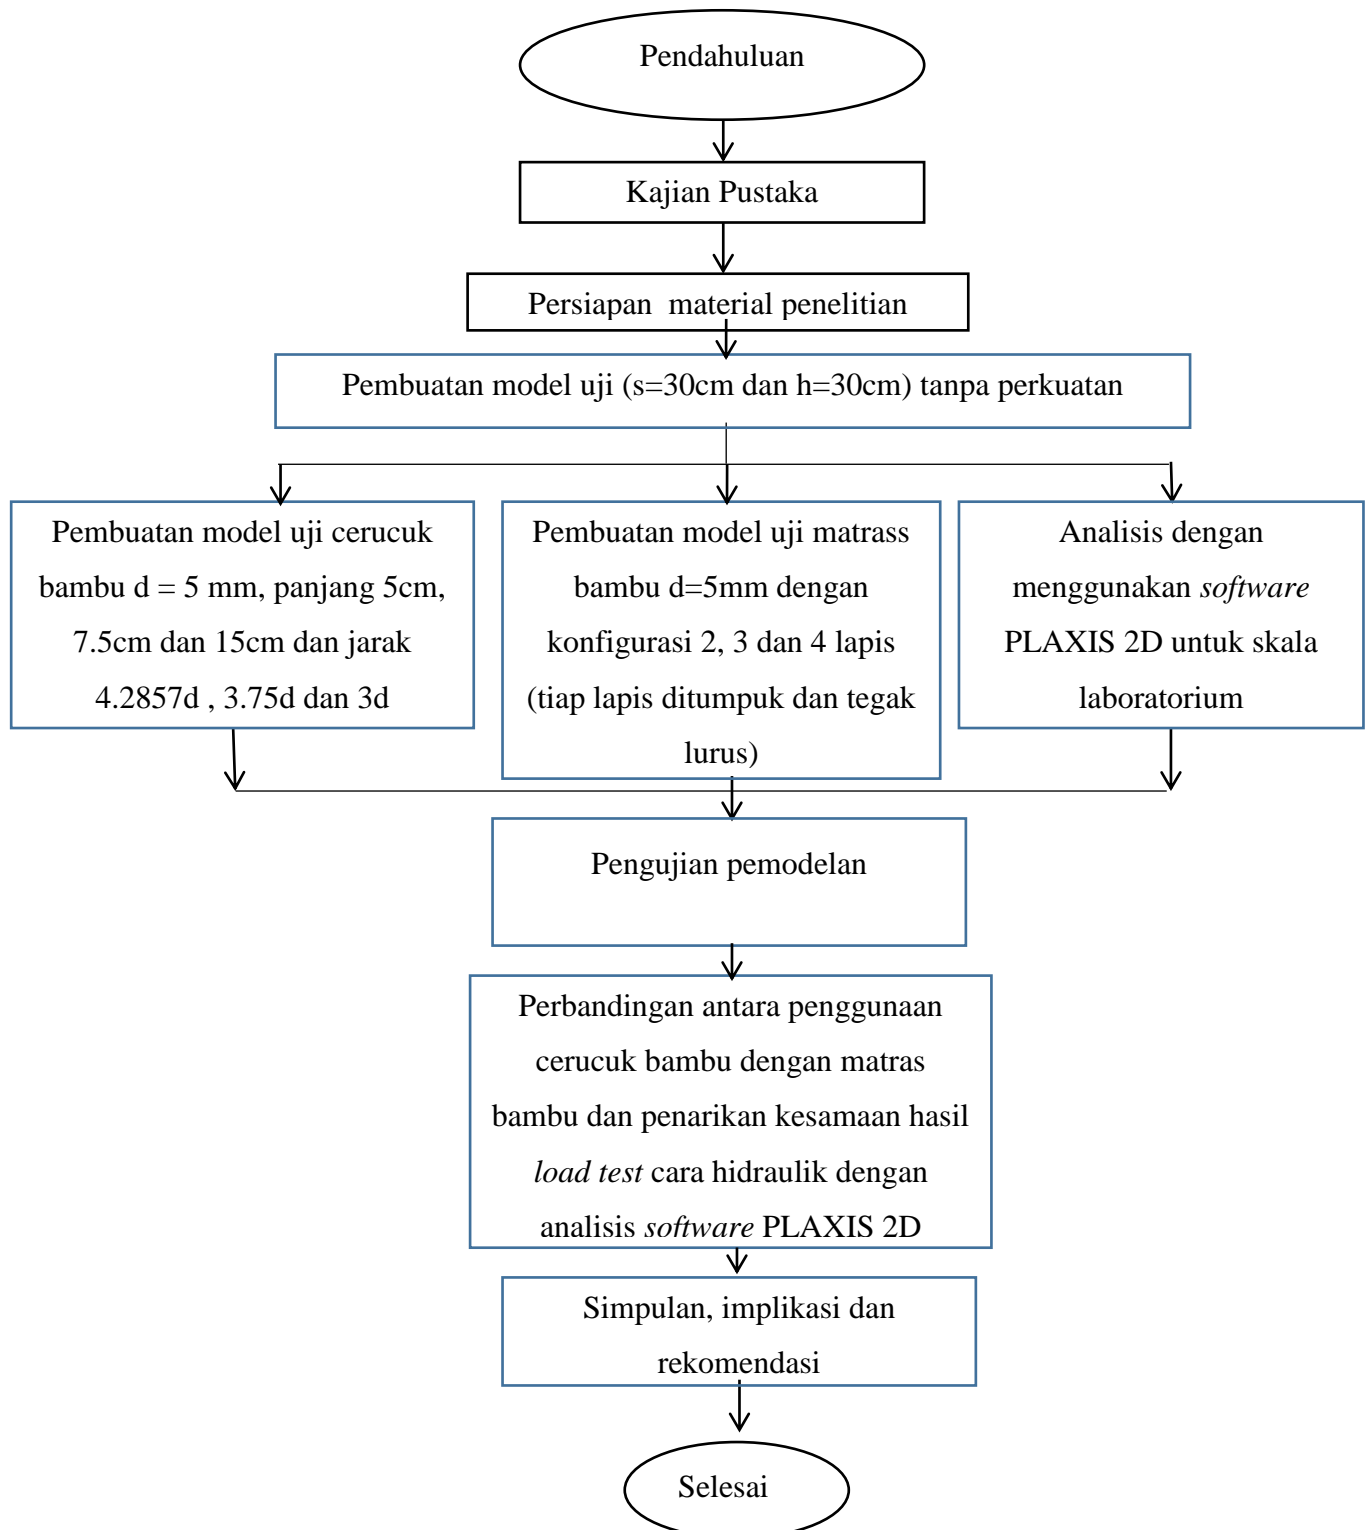 Pendahuluan
Kajian Pustaka
Persiapan  material penelitian
Pembuatan model uji (s=30cm dan h=30cm) tanpa perkuatan
Pembuatan model uji cerucuk
bambu d = 5 mm, panjang 5cm,
7.5cm dan 15cm dan jarak
4.2857d , 3.75d dan 3d
Pembuatan model uji matrass
bambu d=5mm dengan
konfigurasi 2, 3 dan 4 lapis
(tiap lapis ditumpuk dan tegak
lurus)
Analisis dengan
menggunakan software
PLAXIS 2D untuk skala
laboratorium
Pengujian pemodelan
Perbandingan antara penggunaan
cerucuk bambu dengan matras
bambu dan penarikan kesamaan hasil
load test cara hidraulik dengan
analisis software PLAXIS 2D
Simpulan, implikasi dan
rekomendasi
Selesai